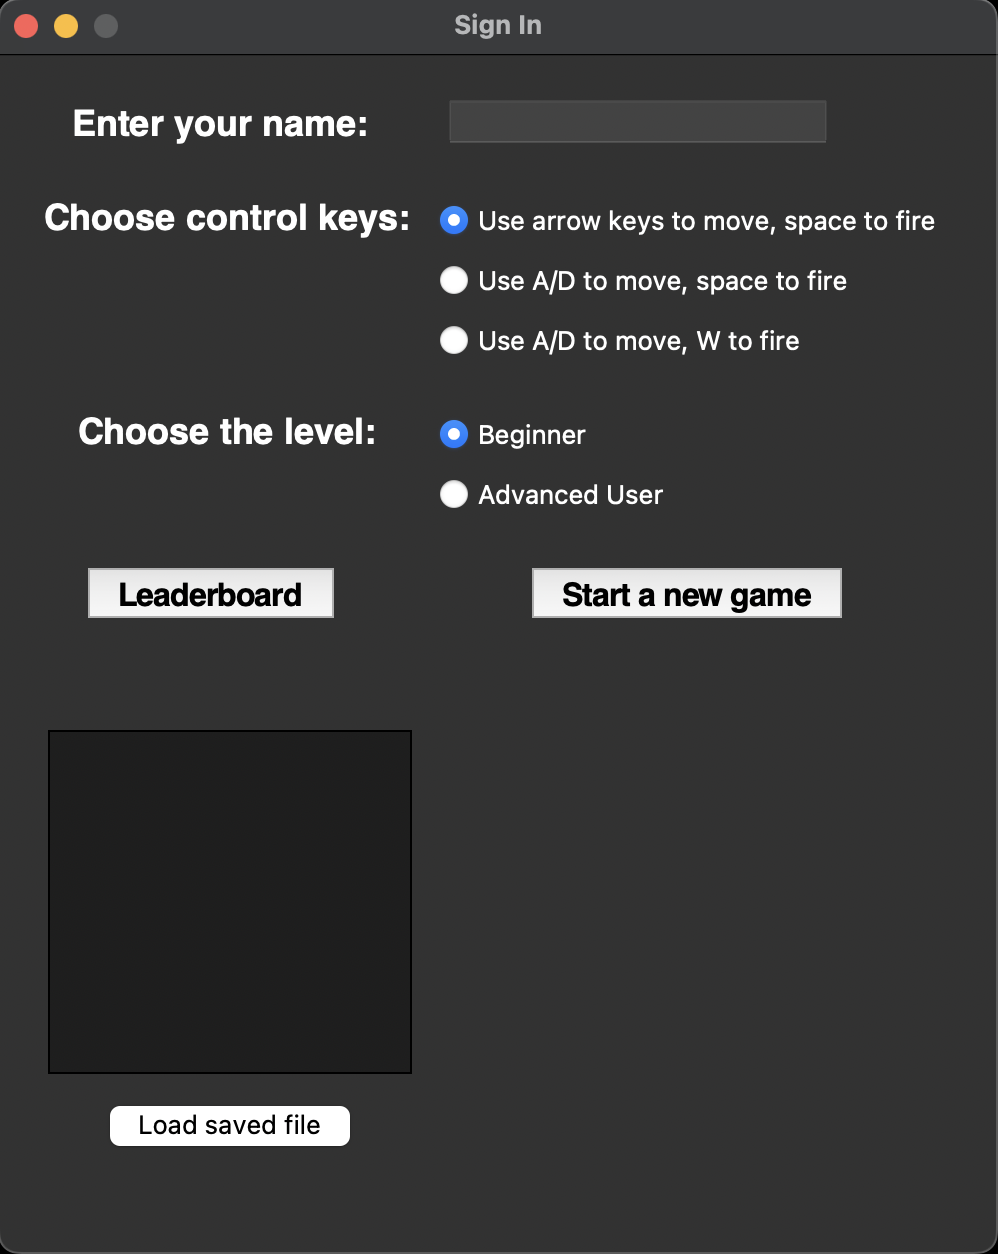 Sign In
Enter your name:
Choose control keys:
Use arrow keys to move, space to fire
Use A/D to move, space to fire
Use A/D to move, W to fire
Choose the level:
Beginner
Advanced User
Leaderboard
Start a new game
Load saved file